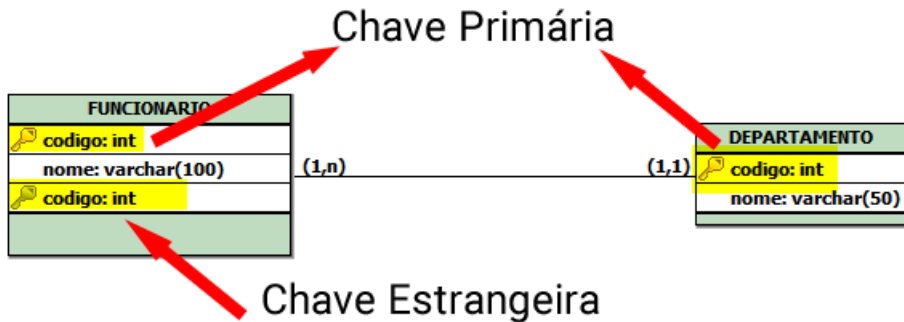 Chave Primária
FUNCIONARIO
codigo: int
nome: varchar(100)
codigo: int
(1,n)
(1,1)
DEPARTAMENTO
codigo: int
nome: varchar(50)
Chave Estrangeira